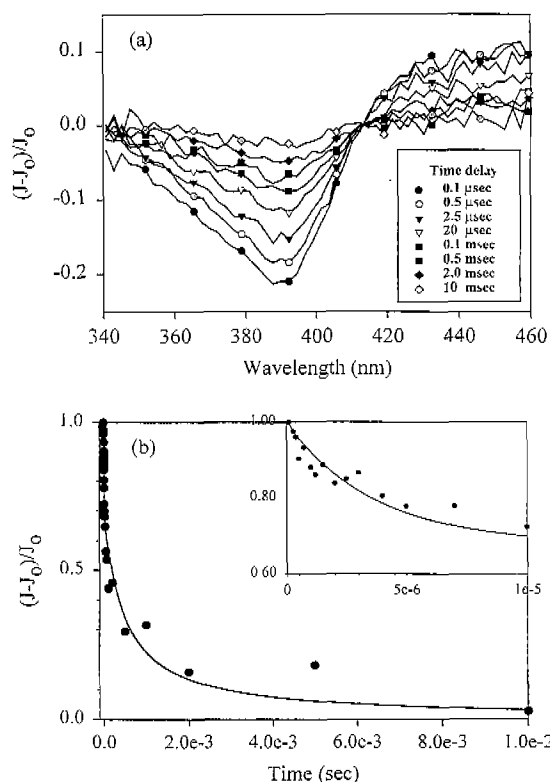 (a)
(J-J₀)/J₀
0.1
0.0
-0.1
-0.2
Time delay
0.1 μsec
0.5 μsec
2.5 μsec
20 μsec
0.1 msec
0.5 msec
2.0 msec
10 msec
340 360 380 400 420 440 460
Wavelength (nm)
(b)
(J-J₀)/J₀
1.0
0.5
0.0
1.00
0.80
0.60
0 5e-6 1e-5
0.0 2.0e-3 4.0e-3 6.0e-3 8.0e-3 1.0e-2
Time (sec)